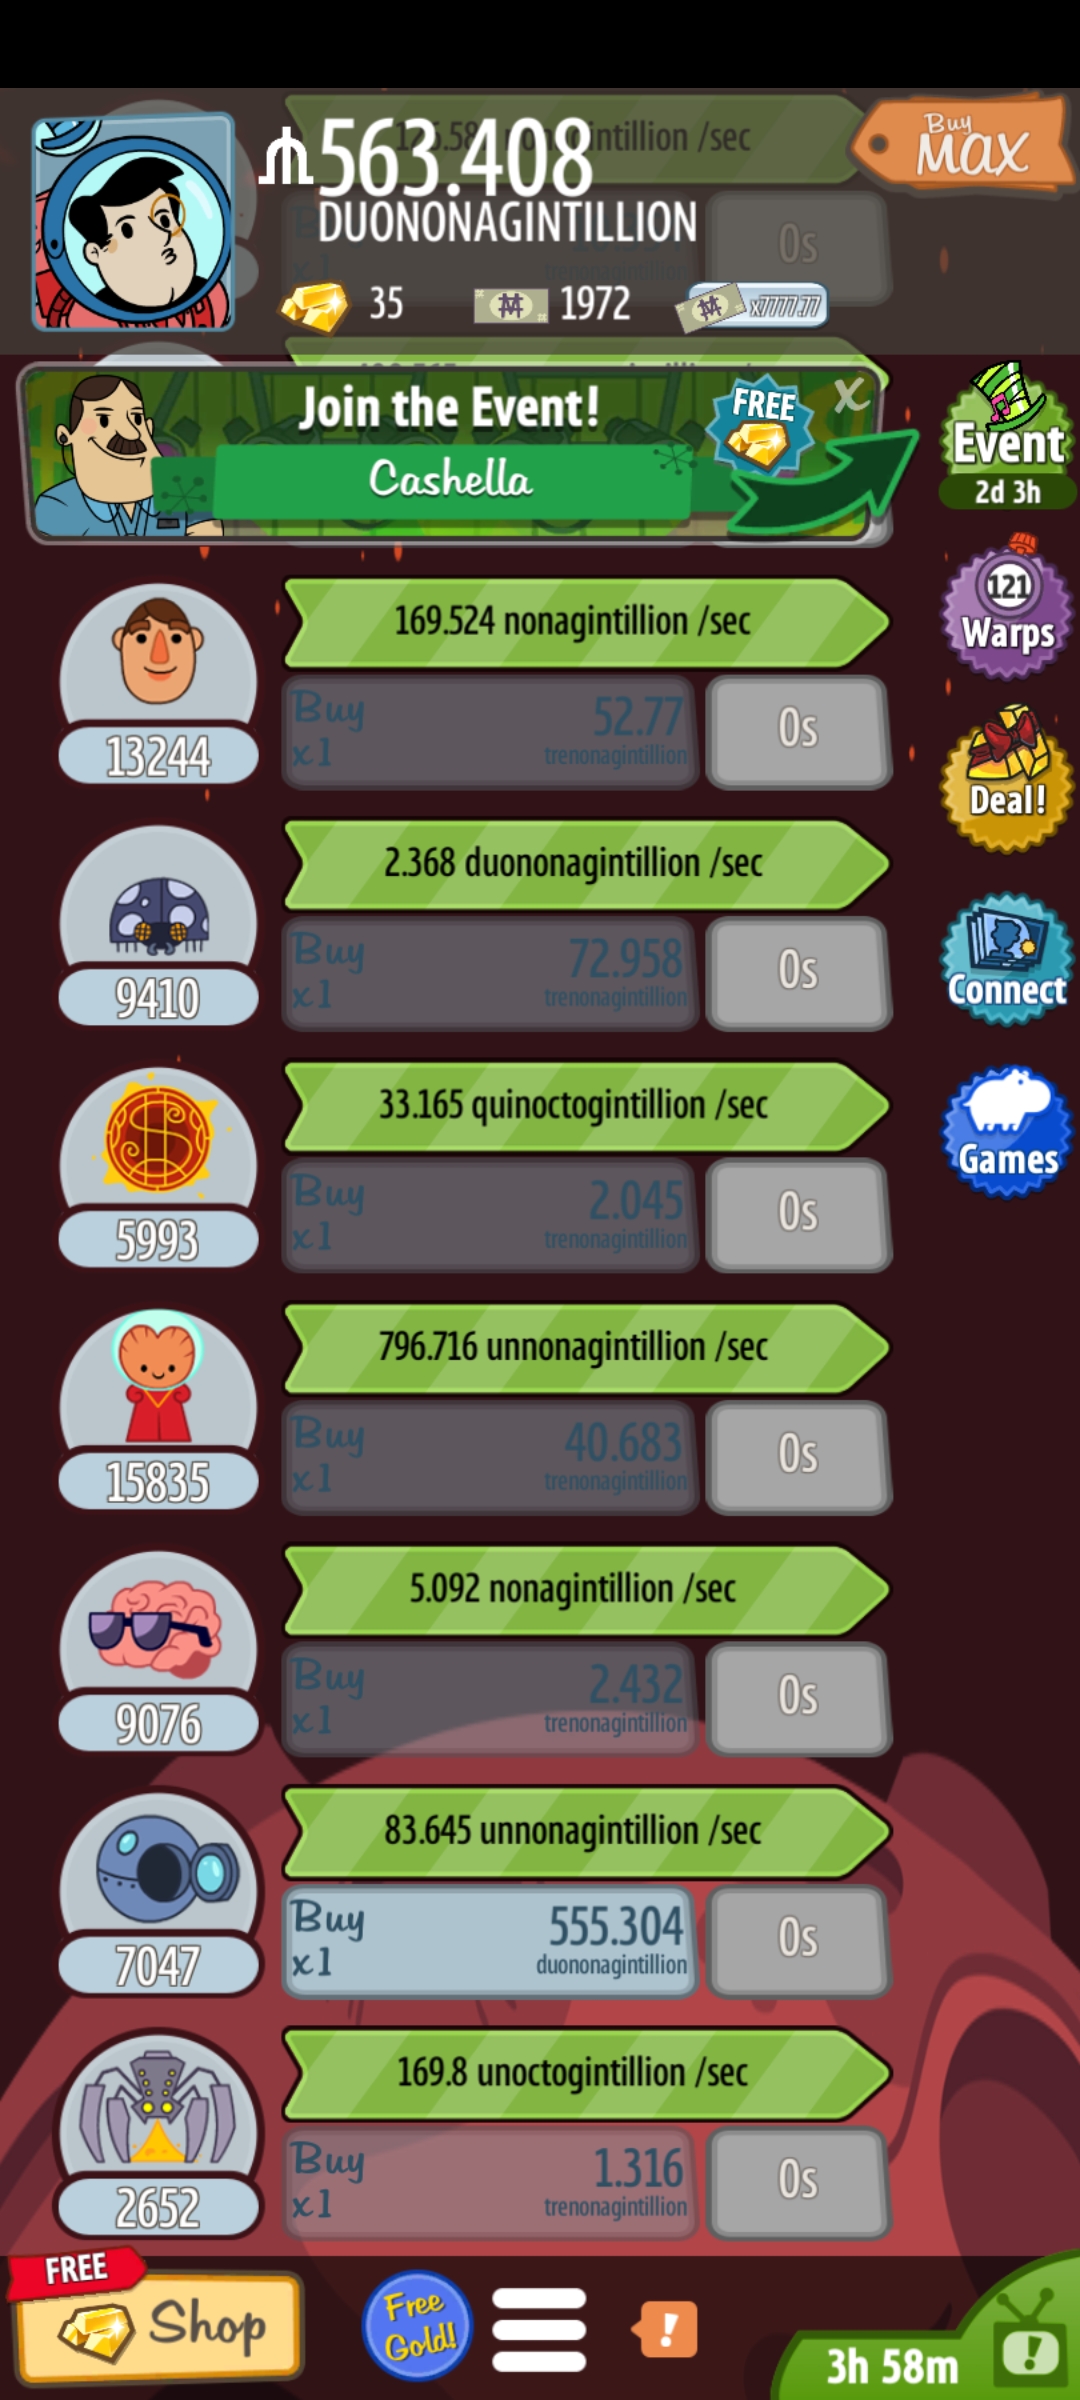 563.408
DUONONAGINTILLION
Buy
MAX
0s
35
1972
x7777.77
Join the Event!
FREE
X
Cashella
Event
2d 3h
121
Warps
Deal!
Connect
Games
169.524 nonagintillion /sec
Buy
x1
52.77
trenonagintillion
0s
13244
2.368 duononagintillion /sec
Buy
x1
72.958
trenonagintillion
0s
9410
33.165 quinoctogintillion /sec
Buy
x1
2.045
trenonagintillion
0s
5993
796.716 unnonagintillion /sec
Buy
x1
40.683
trenonagintillion
0s
15835
5.092 nonagintillion /sec
Buy
x1
2.432
trenonagintillion
0s
9076
83.645 unnonagintillion /sec
Buy
x1
555.304
duononagintillion
0s
7047
169.8 unoctogintillion /sec
Buy
x1
1.316
trenonagintillion
0s
2652
FREE
Shop
Free
Gold!
!
3h 58m
!